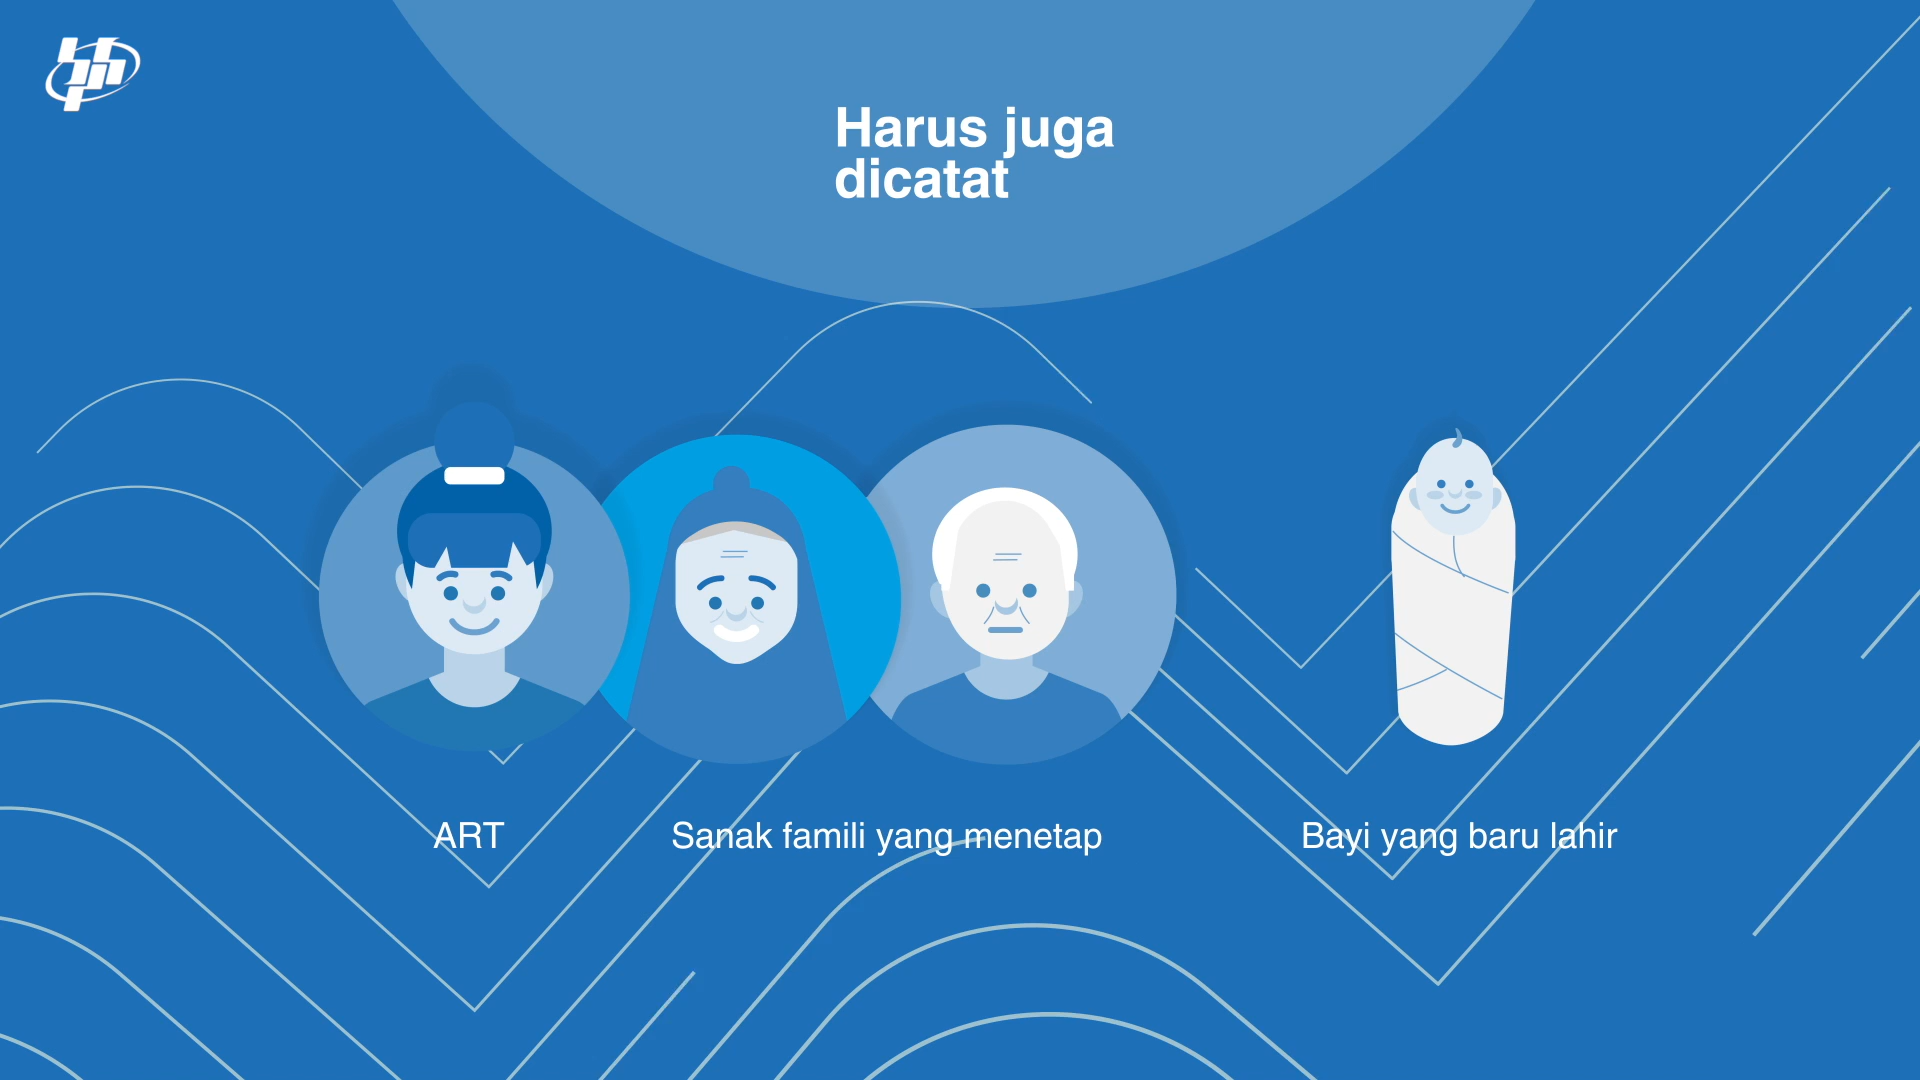 Harus juga
dicatat
ART
Sanak famili yang menetap
Bayi yang baru lahir